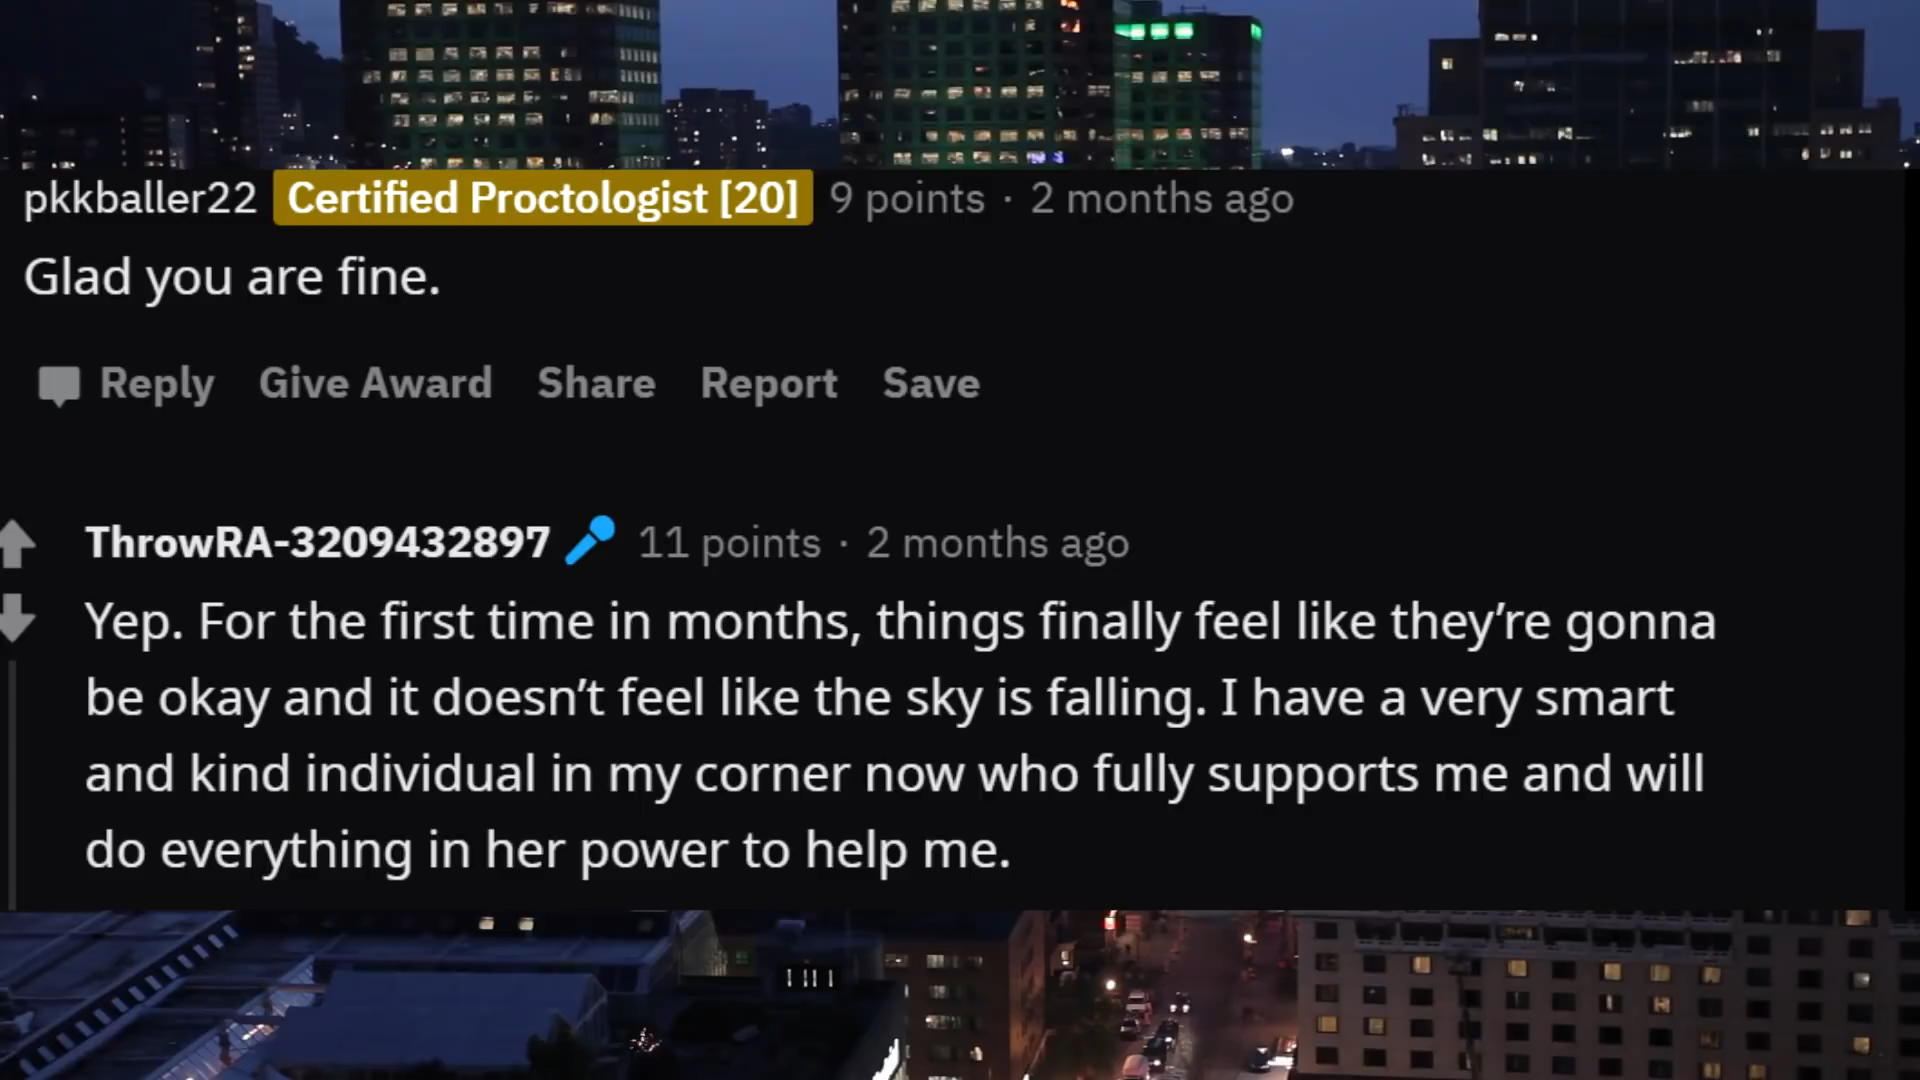 pkkballer22 Certified Proctologist [20] 9 points · 2 months ago
Glad you are fine.
Reply Give Award Share Report Save
ThrowRA-3209432897 11 points · 2 months ago
Yep. For the first time in months, things finally feel like they’re gonna
be okay and it doesn’t feel like the sky is falling. I have a very smart
and kind individual in my corner now who fully supports me and will
do everything in her power to help me.